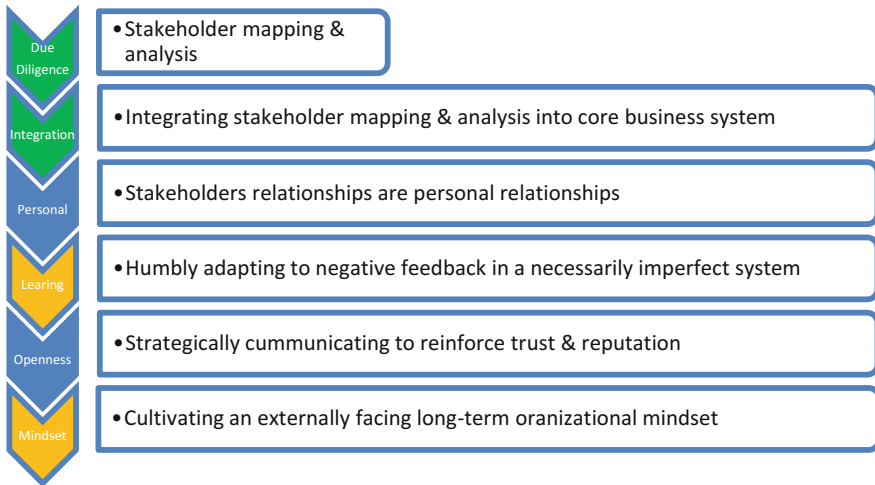 Due
Diligence
•Stakeholder mapping &
analysis
Integration
•Integrating stakeholder mapping & analysis into core business system
Personal
•Stakeholders relationships are personal relationships
Learing
•Humbly adapting to negative feedback in a necessarily imperfect system
Openness
•Strategically cummunicating to reinforce trust & reputation
Mindset
•Cultivating an externally facing long-term oranizational mindset